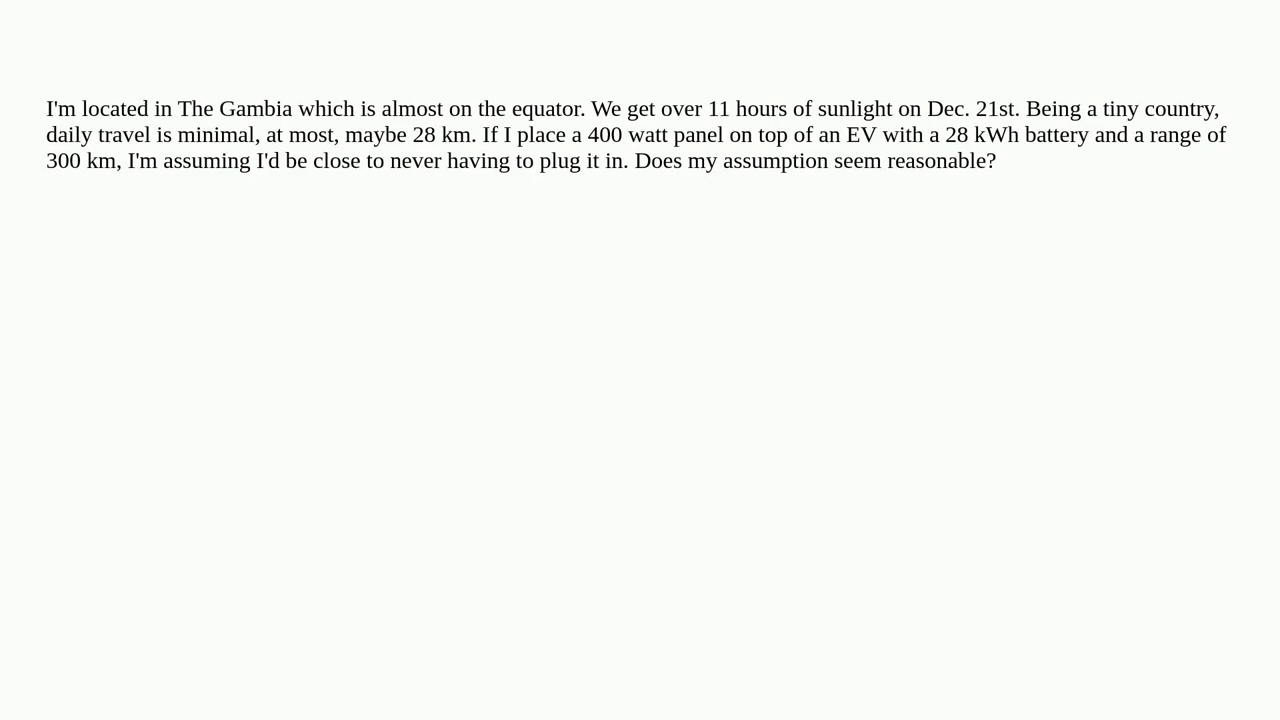 I'm located in The Gambia which is almost on the equator. We get over 11 hours of sunlight on Dec. 21st. Being a tiny country,
daily travel is minimal, at most, maybe 28 km. If I place a 400 watt panel on top of an EV with a 28 kWh battery and a range of
300 km, I'm assuming I'd be close to never having to plug it in. Does my assumption seem reasonable?